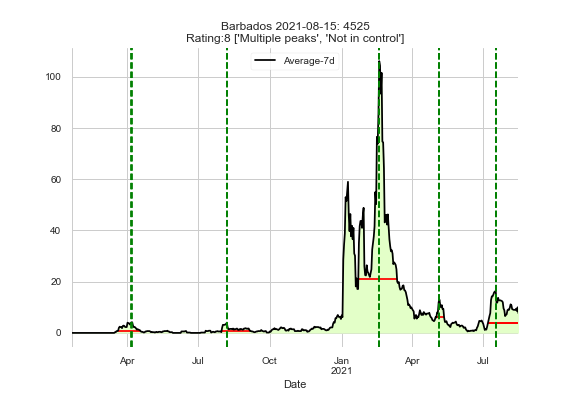 Barbados 2021-08-15: 4525
Rating:8 ['Multiple peaks', 'Not in control']
Average-7d
100
80
60
40
20
0
Apr Jul Oct Jan Apr Jul
2021
Date